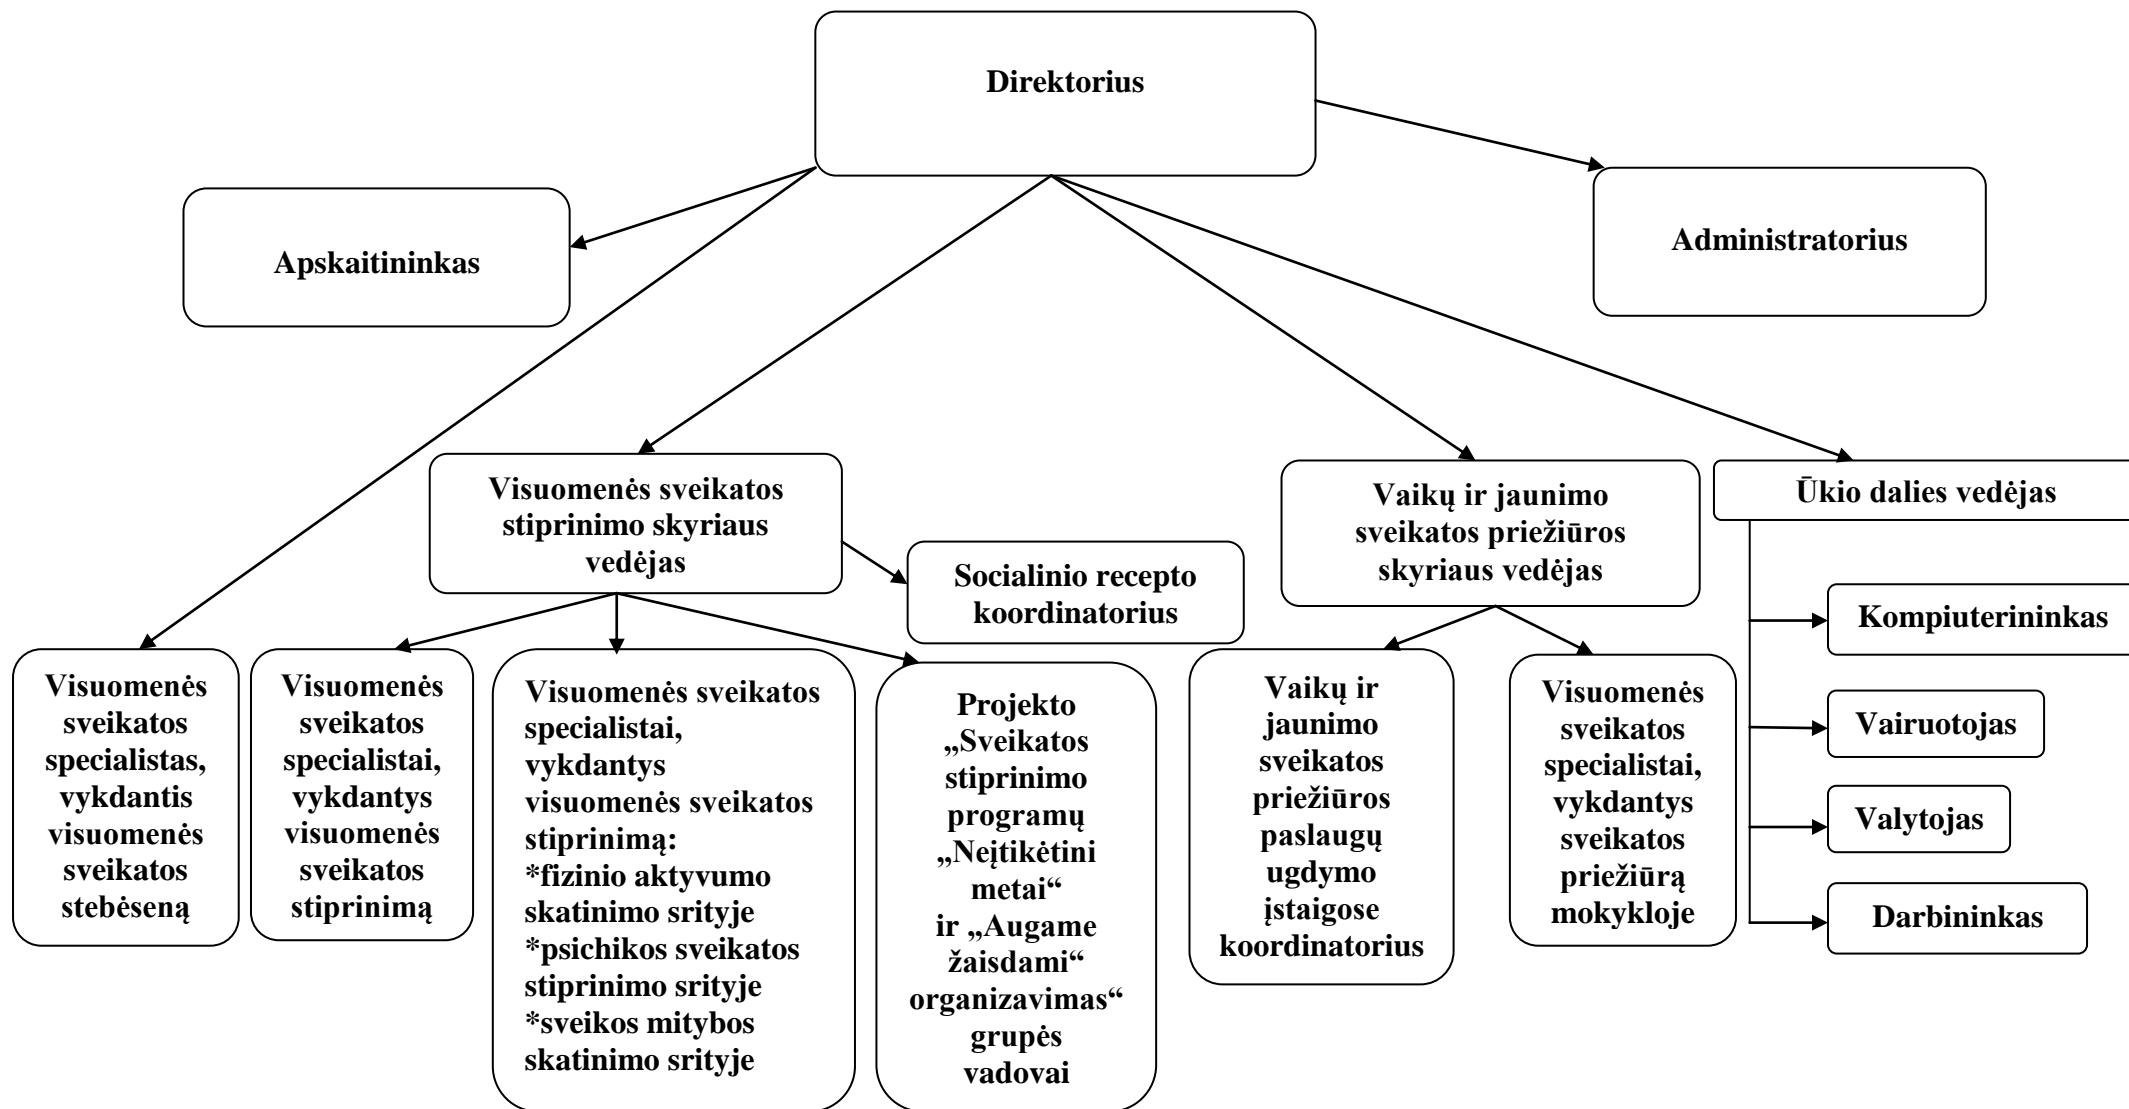 Direktorius
Apskaitininkas
Administratorius
Visuomenės sveikatos
stiprinimo skyriaus
vedėjas
Socialinio recepto
koordinatorius
Vaikų ir jaunimo
sveikatos priežiūros
skyriaus vedėjas
Ūkio dalies vedėjas
Kompiuterininkas
Vairuotojas
Valytojas
Darbininkas
Visuomenės
sveikatos
specialistas,
vykdantis
visuomenės
sveikatos
stebėseną
Visuomenės
sveikatos
specialistai,
vykdantys
visuomenės
sveikatos
stiprinimą
Visuomenės sveikatos
specialistai,
vykdantys
visuomenės sveikatos
stiprinimą:
*fizinio aktyvumo
skatinimo srityje
*psichikos sveikatos
stiprinimo srityje
*sveikos mitybos
skatinimo srityje
Projekto
„Sveikatos
stiprinimo
programų
„Neįtikėtini
metai“
ir „Augame
žaisdami“
organizavimas“
grupės
vadovai
Vaikų ir
jaunimo
sveikatos
priežiūros
paslaugų
ugdymo
įstaigose
koordinatorius
Visuomenės
sveikatos
specialistai,
vykdantys
sveikatos
priežiūrą
mokykloje